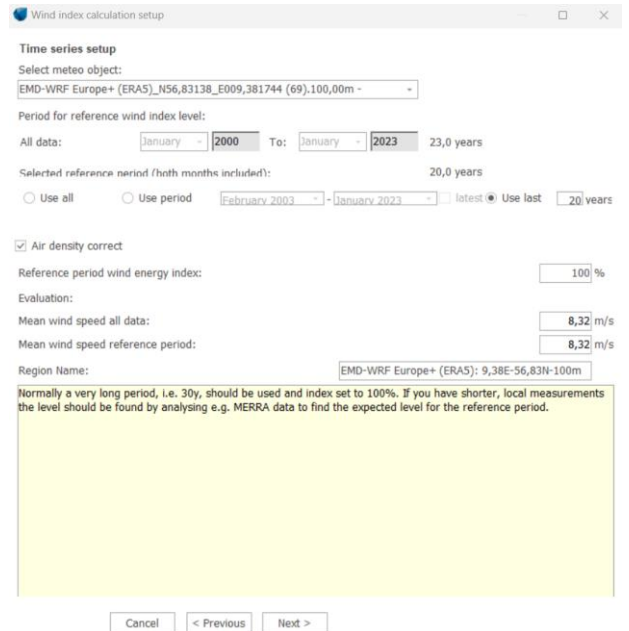 Wind index calculation setup
Time series setup
Select meteo object:
EMD-WRF Europe+ (ERA5)_N56,83138_E009,381744 (69).100,00m -
Period for reference wind index level:
All data: January 2000 To: January 2023 23,0 years
Selected reference period (both months included): 20,0 years
Use all Use period February 2003 - January 2023 latest Use last 20 years
Air density correct
Reference period wind energy index: 100 %
Evaluation:
Mean wind speed all data: 8,32 m/s
Mean wind speed reference period: 8,32 m/s
Region Name: EMD-WRF Europe+ (ERA5): 9,38E-56,83N-100m
Normally a very long period, i.e. 30y, should be used and index set to 100%. If you have shorter, local measurements
the level should be found by analysing e.g. MERRA data to find the expected level for the reference period.
Cancel < Previous Next >